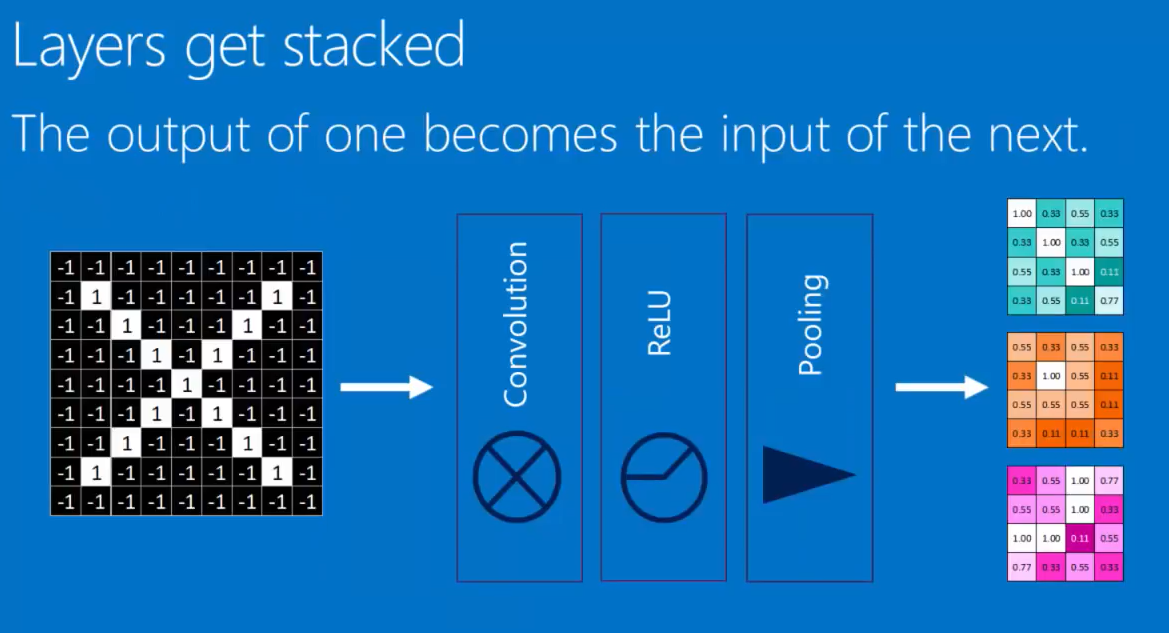 Layers get stacked
The output of one becomes the input of the next.
-1 -1 -1 -1 -1 -1 -1 -1 -1
-1 1 -1 -1 -1 -1 -1 1 -1
-1 -1 1 -1 -1 -1 1 -1 -1
-1 -1 -1 1 -1 1 -1 -1 -1
-1 -1 -1 -1 1 -1 -1 -1 -1
-1 -1 -1 1 -1 1 -1 -1 -1
-1 -1 1 -1 -1 -1 1 -1 -1
-1 1 -1 -1 -1 -1 -1 1 -1
-1 -1 -1 -1 -1 -1 -1 -1 -1
Convolution
ReLU
Pooling
1.00 0.33 0.55 0.33
0.33 1.00 0.33 0.55
0.55 0.33 1.00 0.11
0.33 0.55 0.11 0.77
0.55 0.33 0.55 0.33
0.33 1.00 0.55 0.11
0.55 0.55 0.55 0.11
0.33 0.11 0.11 0.33
0.33 0.55 1.00 0.77
0.55 0.55 1.00 0.33
1.00 1.00 0.11 0.55
0.77 0.33 0.55 0.33